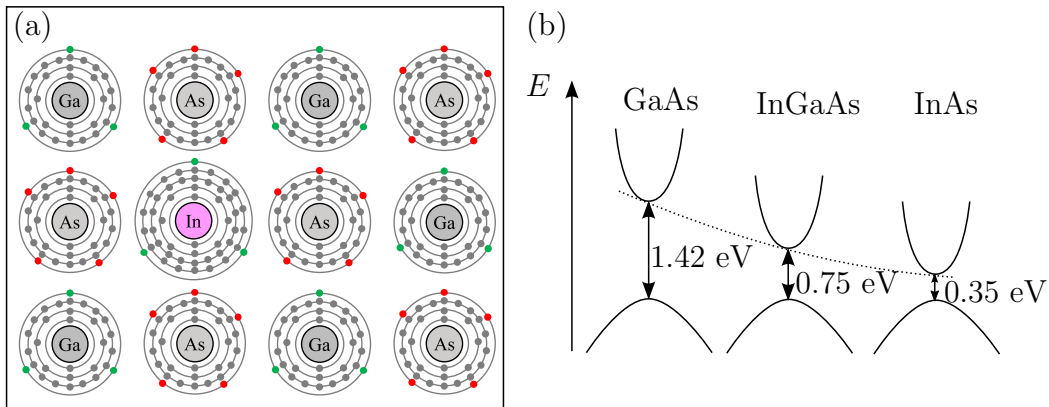 (a)
Ga As Ga As
As In As Ga
Ga As Ga As
(b)
E
GaAs InGaAs InAs
1.42 eV
0.75 eV
0.35 eV